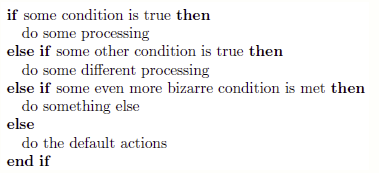 if some condition is true then
do some processing
else if some other condition is true then
do some different processing
else if some even more bizarre condition is met then
do something else
else
do the default actions
end if